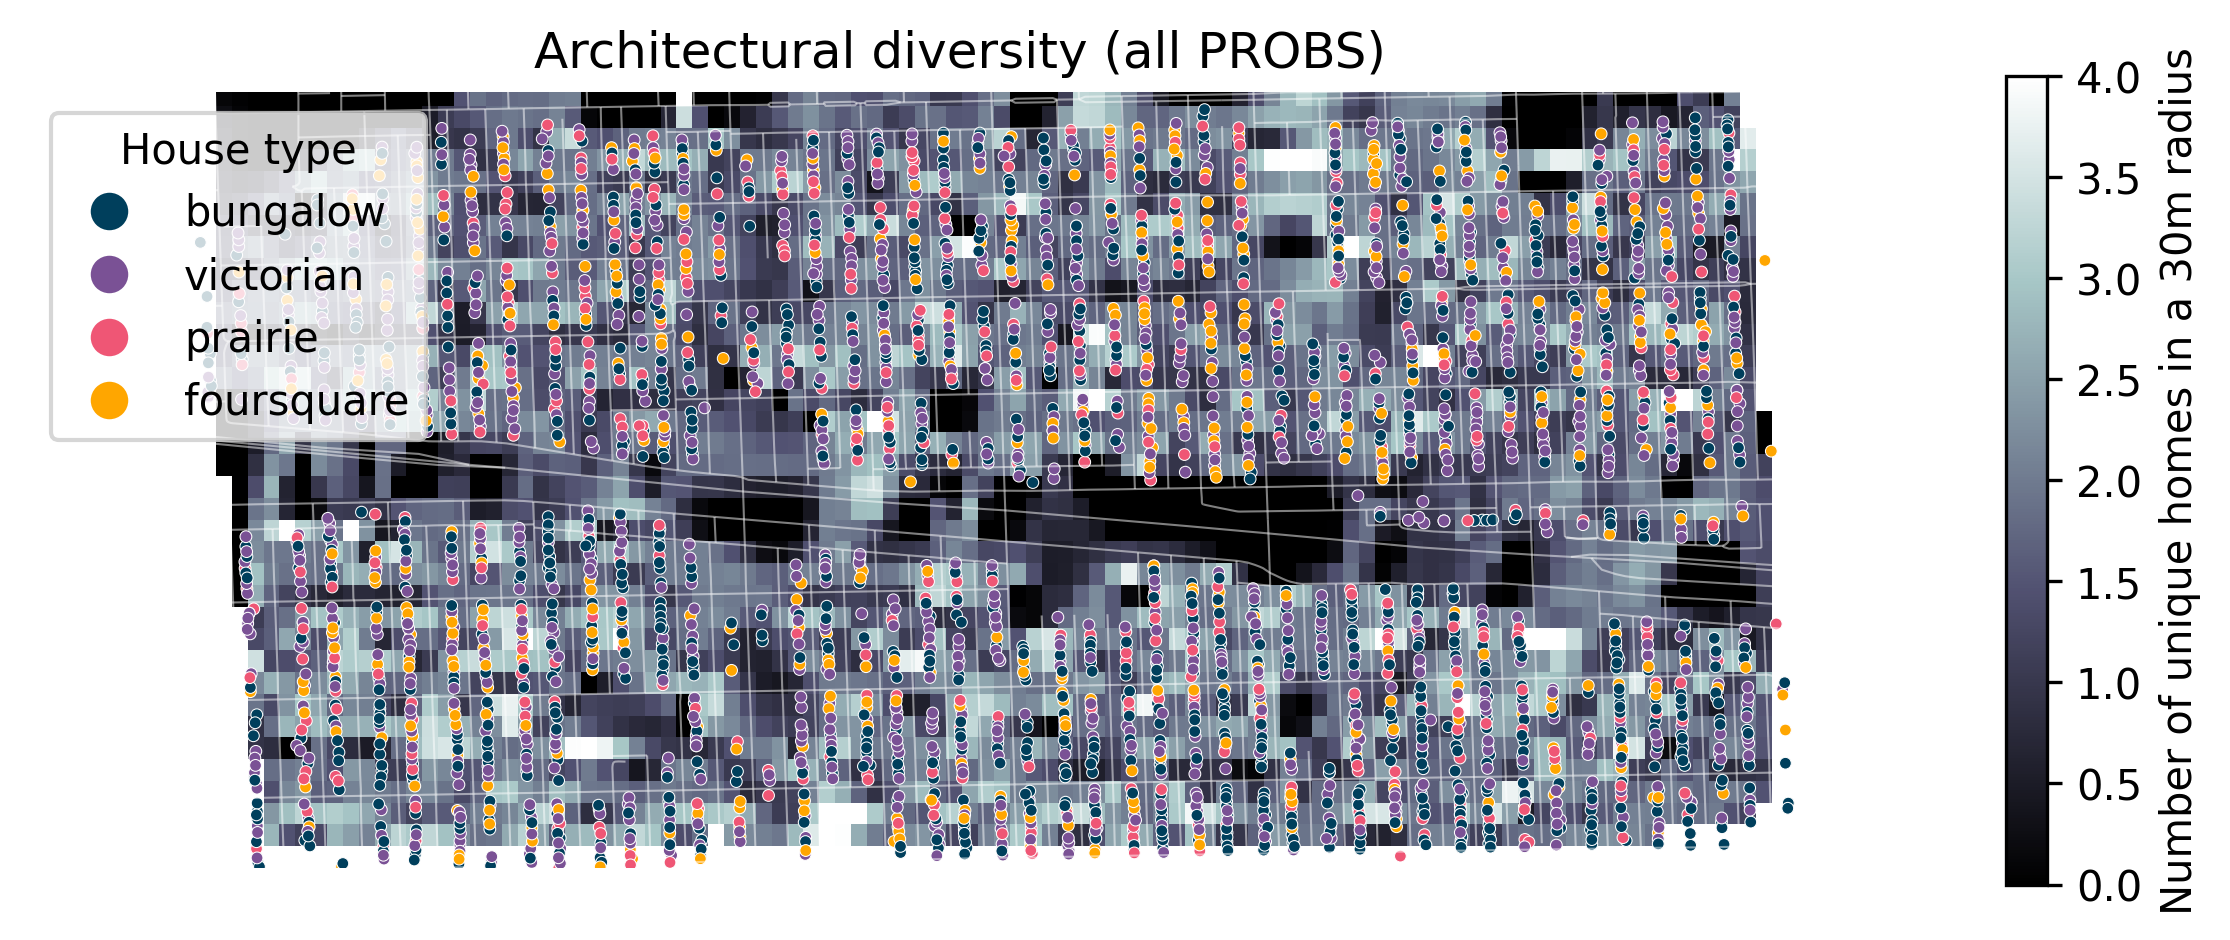 Architectural diversity (all PROBS)
House type
bungalow
victorian
prairie
foursquare
4.0
3.5
3.0
2.5
2.0
1.5
1.0
0.5
0.0
Number of unique homes in a 30m radius